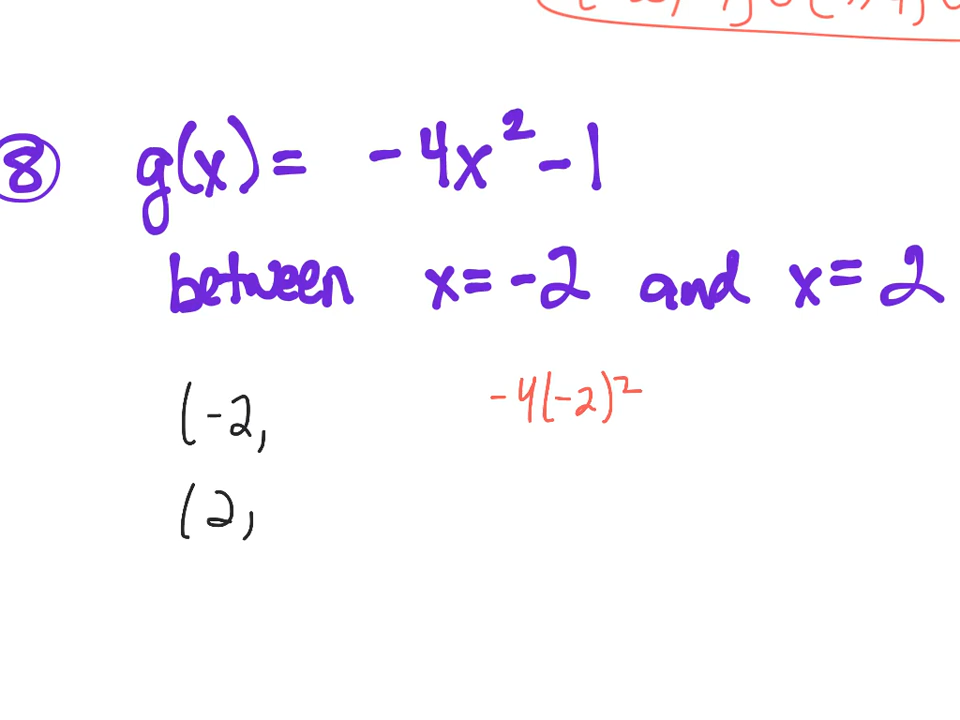 ⑧ g(x) = -4x² - 1
between x = -2 and x = 2
(-2, -4(-2)²
(2,